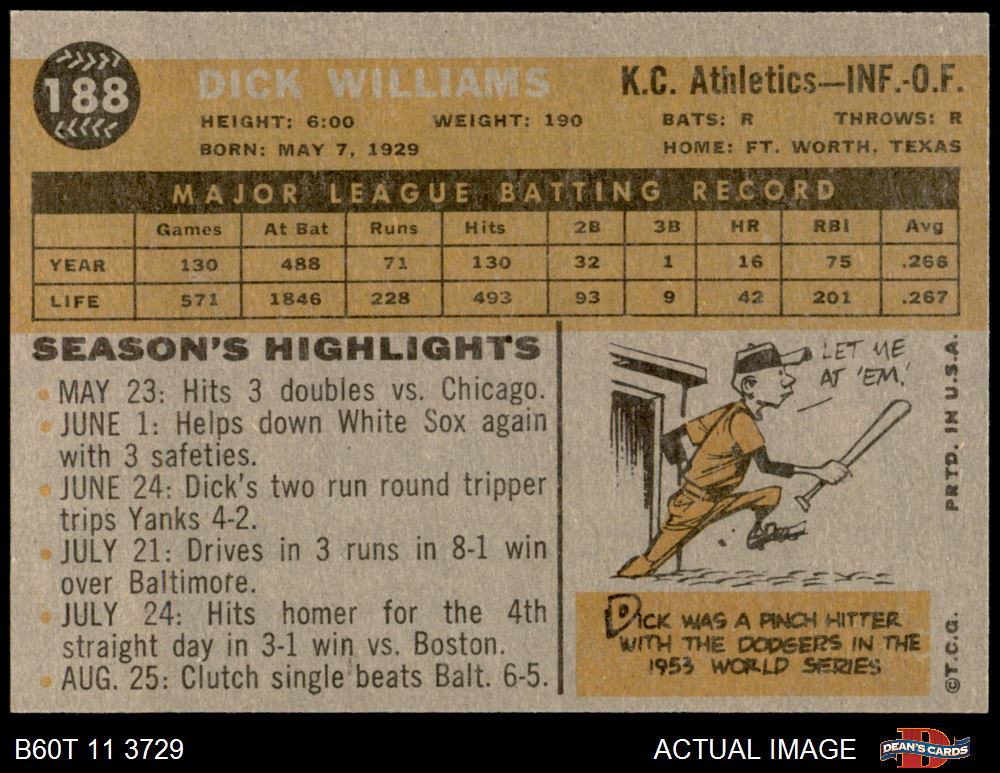 188
DICK WILLIAMS
K.C. Athletics—INF.-O.F.
HEIGHT: 6:00 WEIGHT: 190 BATS: R THROWS: R
BORN: MAY 7, 1929 HOME: FT. WORTH, TEXAS
MAJOR LEAGUE BATTING RECORD
Games At Bat Runs Hits 2B 3B HR RBI Avg
YEAR 130 488 71 130 32 1 16 75 .266
LIFE 571 1846 228 493 93 9 42 201 .267
SEASON'S HIGHLIGHTS
• MAY 23: Hits 3 doubles vs. Chicago.
• JUNE 1: Helps down White Sox again
with 3 safeties.
• JUNE 24: Dick's two run round tripper
trips Yanks 4-2.
• JULY 21: Drives in 3 runs in 8-1 win
over Baltimore.
• JULY 24: Hits homer for the 4th
straight day in 3-1 win vs. Boston.
• AUG. 25: Clutch single beats Balt. 6-5.
LET ME
AT 'EM!
DICK WAS A PINCH HITTER
WITH THE DODGERS IN THE
1953 WORLD SERIES
©T.C.G. PRTD. IN U.S.A.
B60T 11 3729
ACTUAL IMAGE
DEAN'S CARDS